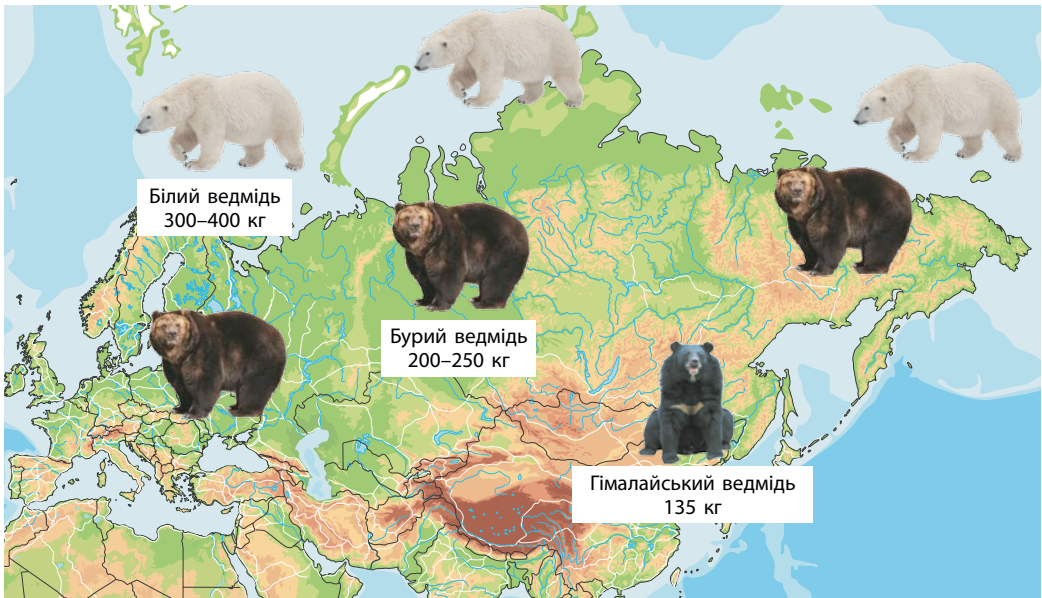 Білий ведмідь
300–400 кг
Бурий ведмідь
200–250 кг
Гімалайський ведмідь
135 кг